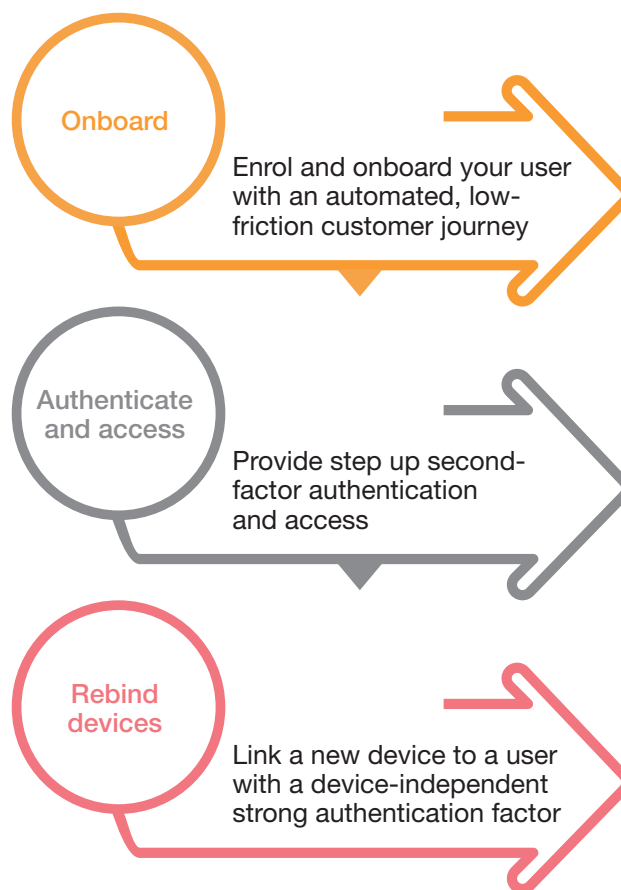 Onboard
Enrol and onboard your user
with an automated, low-
friction customer journey
Authenticate
and access
Provide step up second-
factor authentication
and access
Rebind
devices
Link a new device to a user
with a device-independent
strong authentication factor